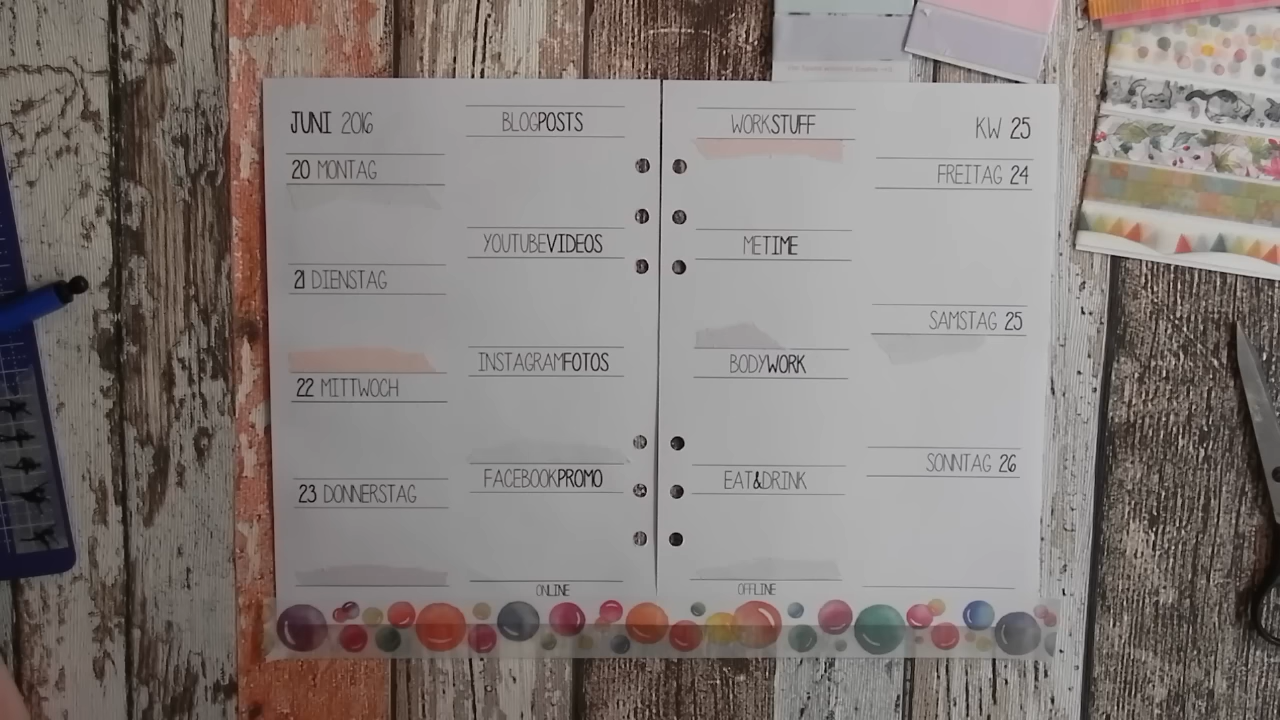 JUNI 2016
20 MONTAG
21 DIENSTAG
22 MITTWOCH
23 DONNERSTAG
BLOGPOSTS
YOUTUBEVIDEOS
INSTAGRAMFOTOS
FACEBOOKPROMO
ONLINE
WORKSTUFF
METIME
BODYWORK
EAT&DRINK
OFFLINE
KW 25
FREITAG 24
SAMSTAG 25
SONNTAG 26